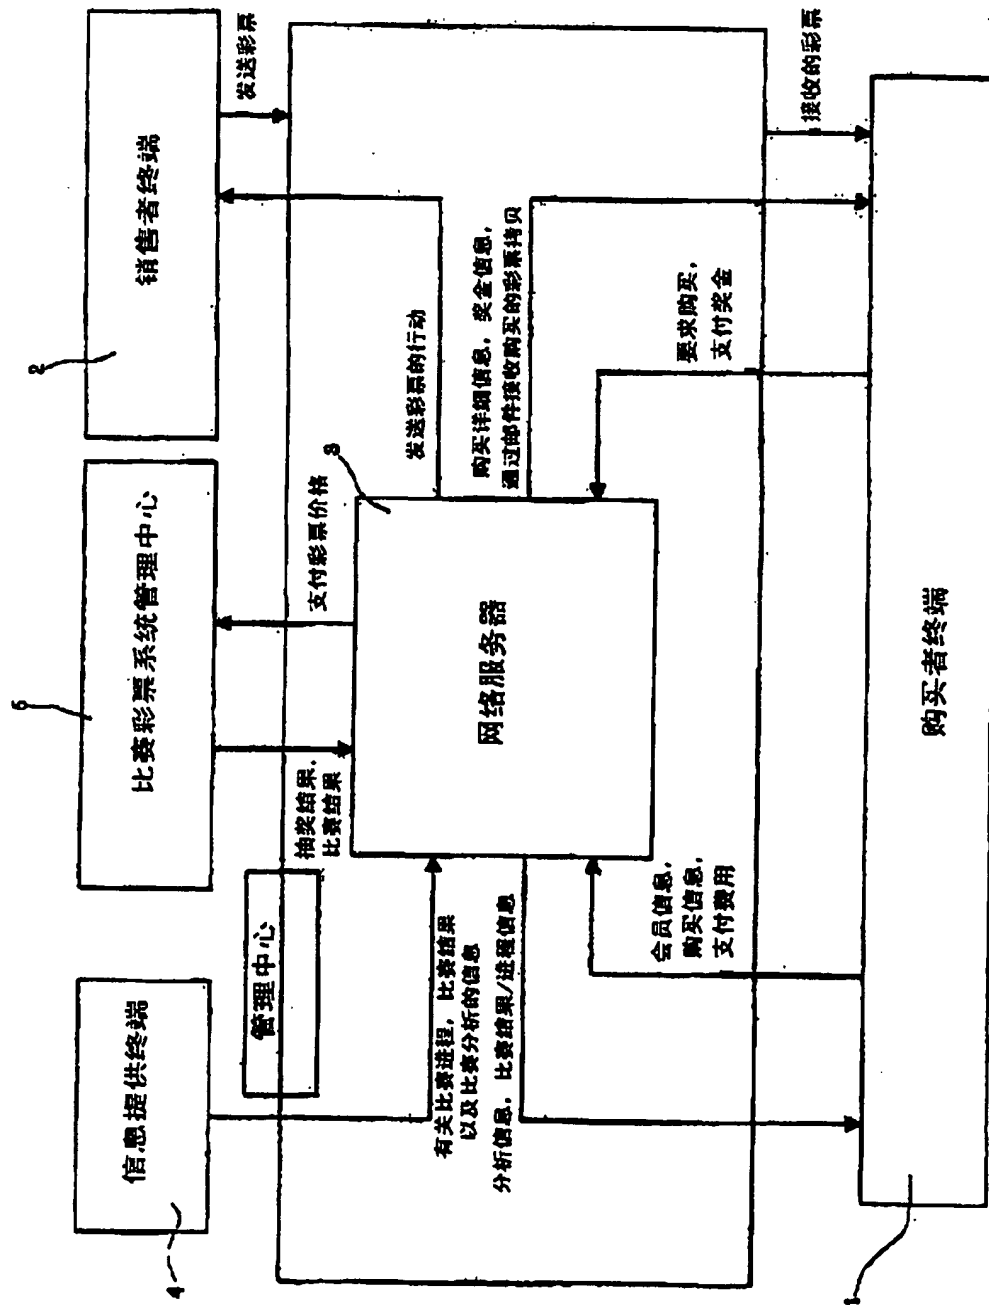 4
信息提供终端
5
比赛彩票系统管理中心
2
销售者终端
管理中心
抽奖结果,
比赛结果
支付彩票价格
发送彩票
3
网络服务器
有关比赛进程, 比赛结果
以及比赛分析的信息
分析信息, 比赛结果/进程信息
发送彩票的行动
购买详细信息, 奖金信息,
通过邮件接收购买的彩票拷贝
会员信息,
购买信息,
支付费用
要求购买,
支付奖金
接收的彩票
1
购买者终端